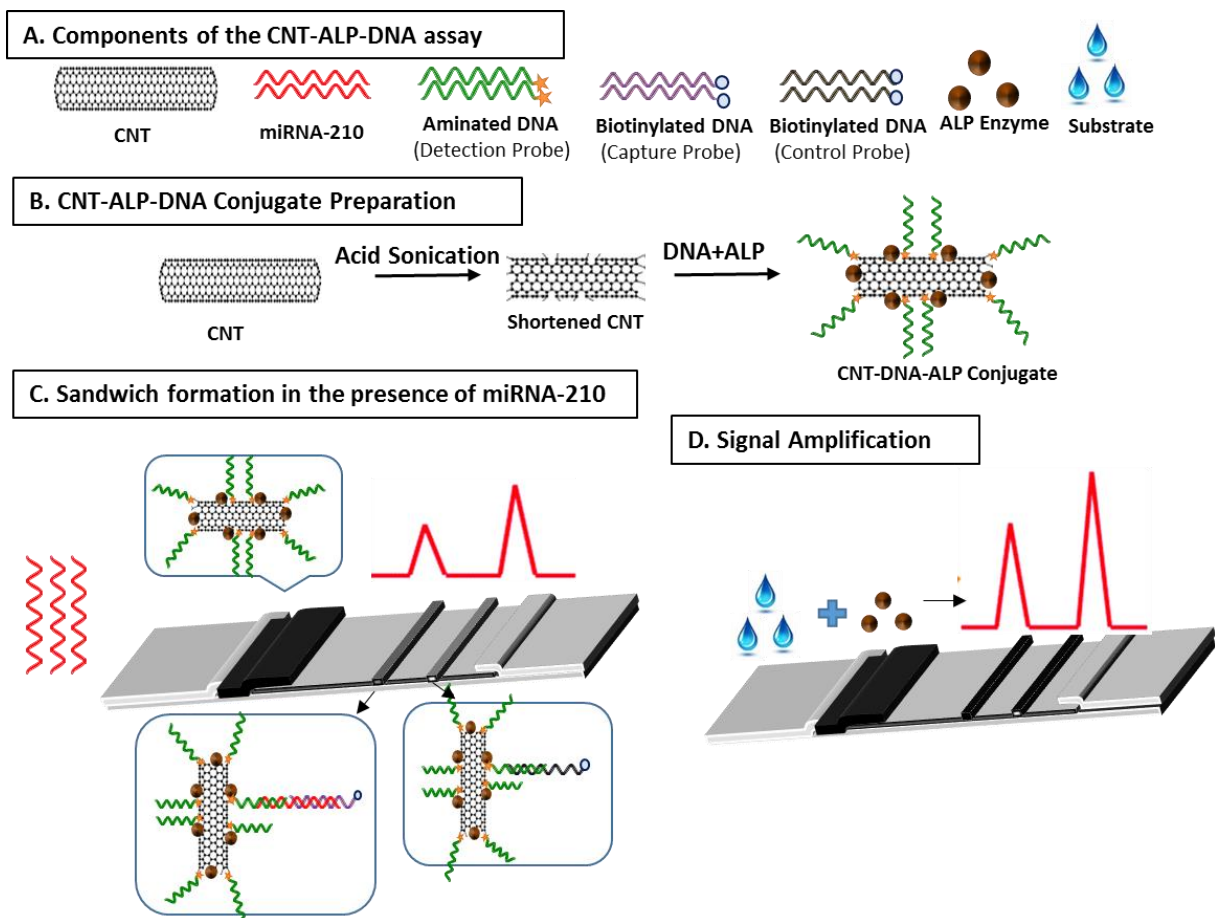 A. Components of the CNT-ALP-DNA assay
CNT
miRNA-210
Aminated DNA
(Detection Probe)
Biotinylated DNA
(Capture Probe)
Biotinylated DNA
(Control Probe)
ALP Enzyme
Substrate
B. CNT-ALP-DNA Conjugate Preparation
CNT
Acid Sonication
Shortened CNT
DNA+ALP
CNT-DNA-ALP Conjugate
C. Sandwich formation in the presence of miRNA-210
D. Signal Amplification